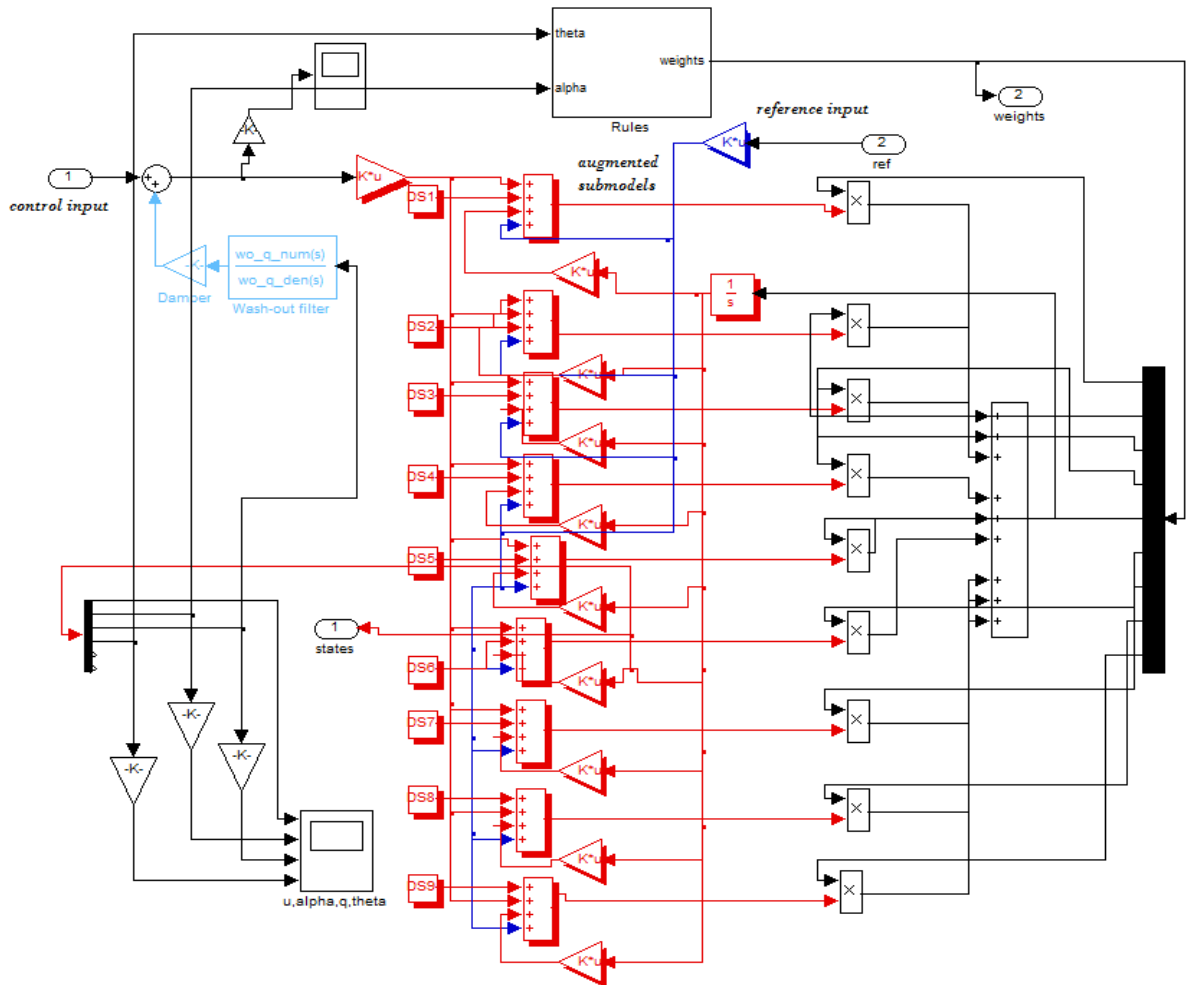 theta
weights
alpha
2
weights
Rules
reference input
-K-
K*u
2
ref
augmented
submodels
1
control input
+
+
K*u
DS1
+
+
+
+
×
wo_q_num(s)
wo_q_den(s)
-K-
Damper
Wash-out filter
K*u
1
s
DS2
+
+
+
+
×
K*u
DS3
+
+
+
+
×
K*u
+
+
+
DS4
+
+
+
+
×
K*u
+
+
+
DS5
+
+
+
+
×
K*u
+
+
+
1
states
DS6
+
+
+
+
×
K*u
DS7
+
+
+
+
×
K*u
-K-
-K-
-K-
DS8
+
+
+
+
×
K*u
DS9
+
+
+
+
×
K*u
u,alpha,q,theta